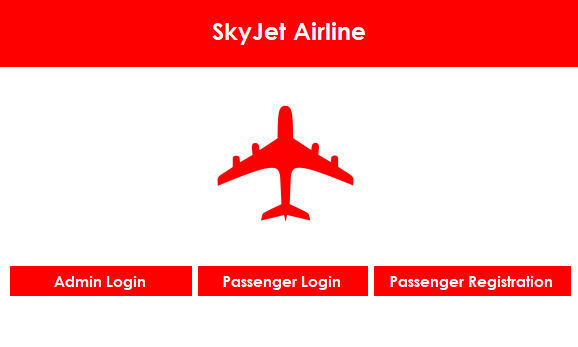 SkyJet Airline
Admin Login
Passenger Login
Passenger Registration